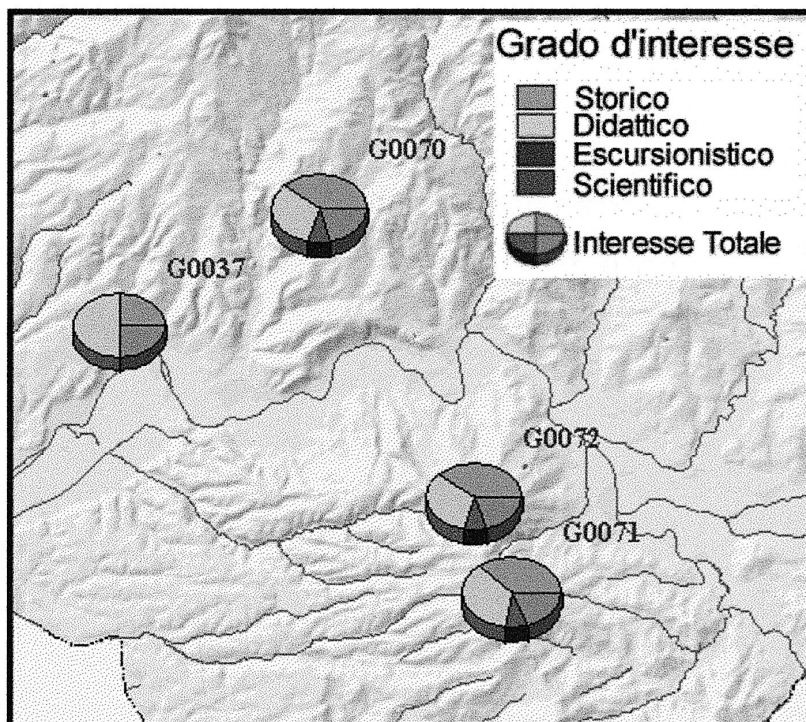 Grado d'interesse
Storico
Didattico
Escursionistico
Scientifico
Interesse Totale
G0070
G0037
G0072
G0071